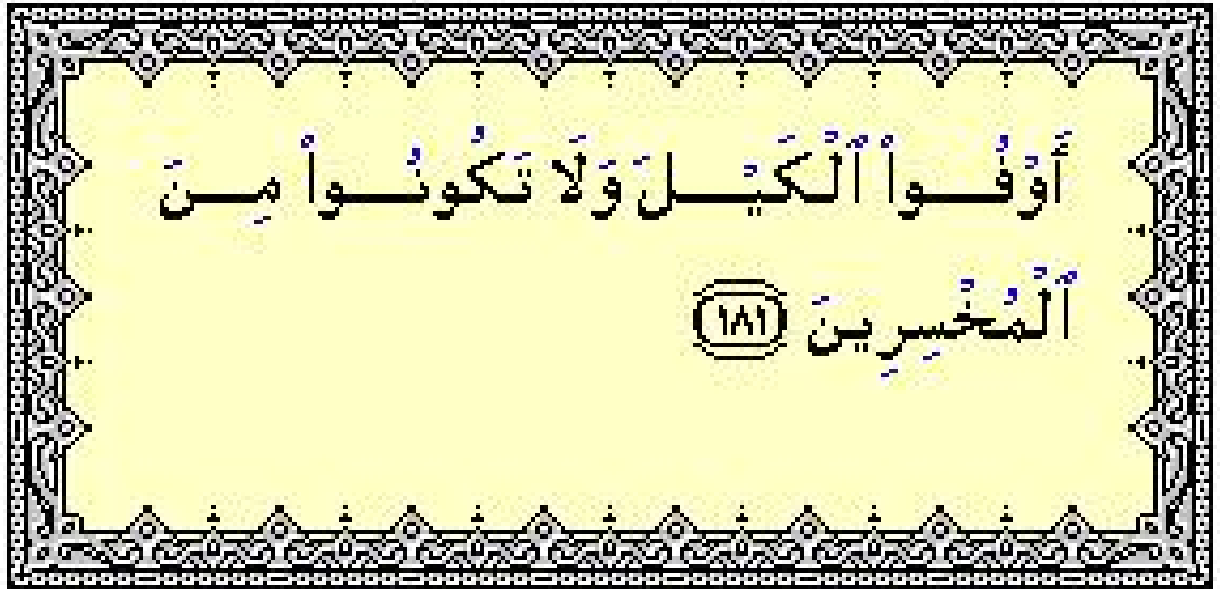 أَوْفُوا۟ ٱلْكَيْلَ وَلَا تَكُونُوا۟ مِنَ
ٱلْمُخْسِرِينَ ١٨١